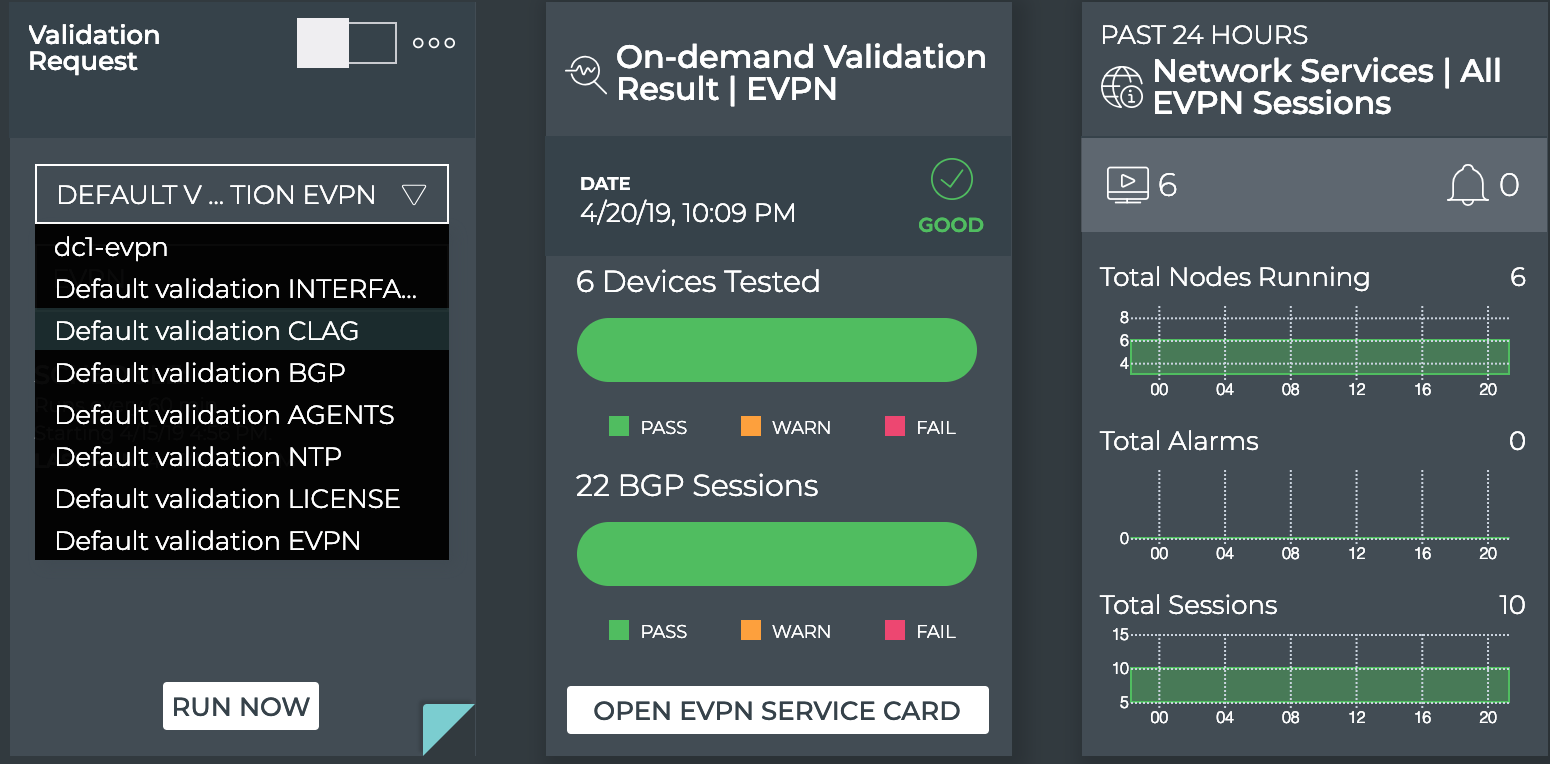 Validation
Request
DEFAULT V ... TION EVPN
dc1-evpn
Default validation INTERFA...
Default validation CLAG
Default validation BGP
Default validation AGENTS
Default validation NTP
Default validation LICENSE
Default validation EVPN
RUN NOW
On-demand Validation
Result | EVPN
DATE
4/20/19, 10:09 PM
GOOD
6 Devices Tested
PASS WARN FAIL
22 BGP Sessions
PASS WARN FAIL
OPEN EVPN SERVICE CARD
PAST 24 HOURS
Network Services | All
EVPN Sessions
6 0
Total Nodes Running 6
8
6
4
00 04 08 12 16 20
Total Alarms 0
0
00 04 08 12 16 20
Total Sessions 10
15
10
5
00 04 08 12 16 20